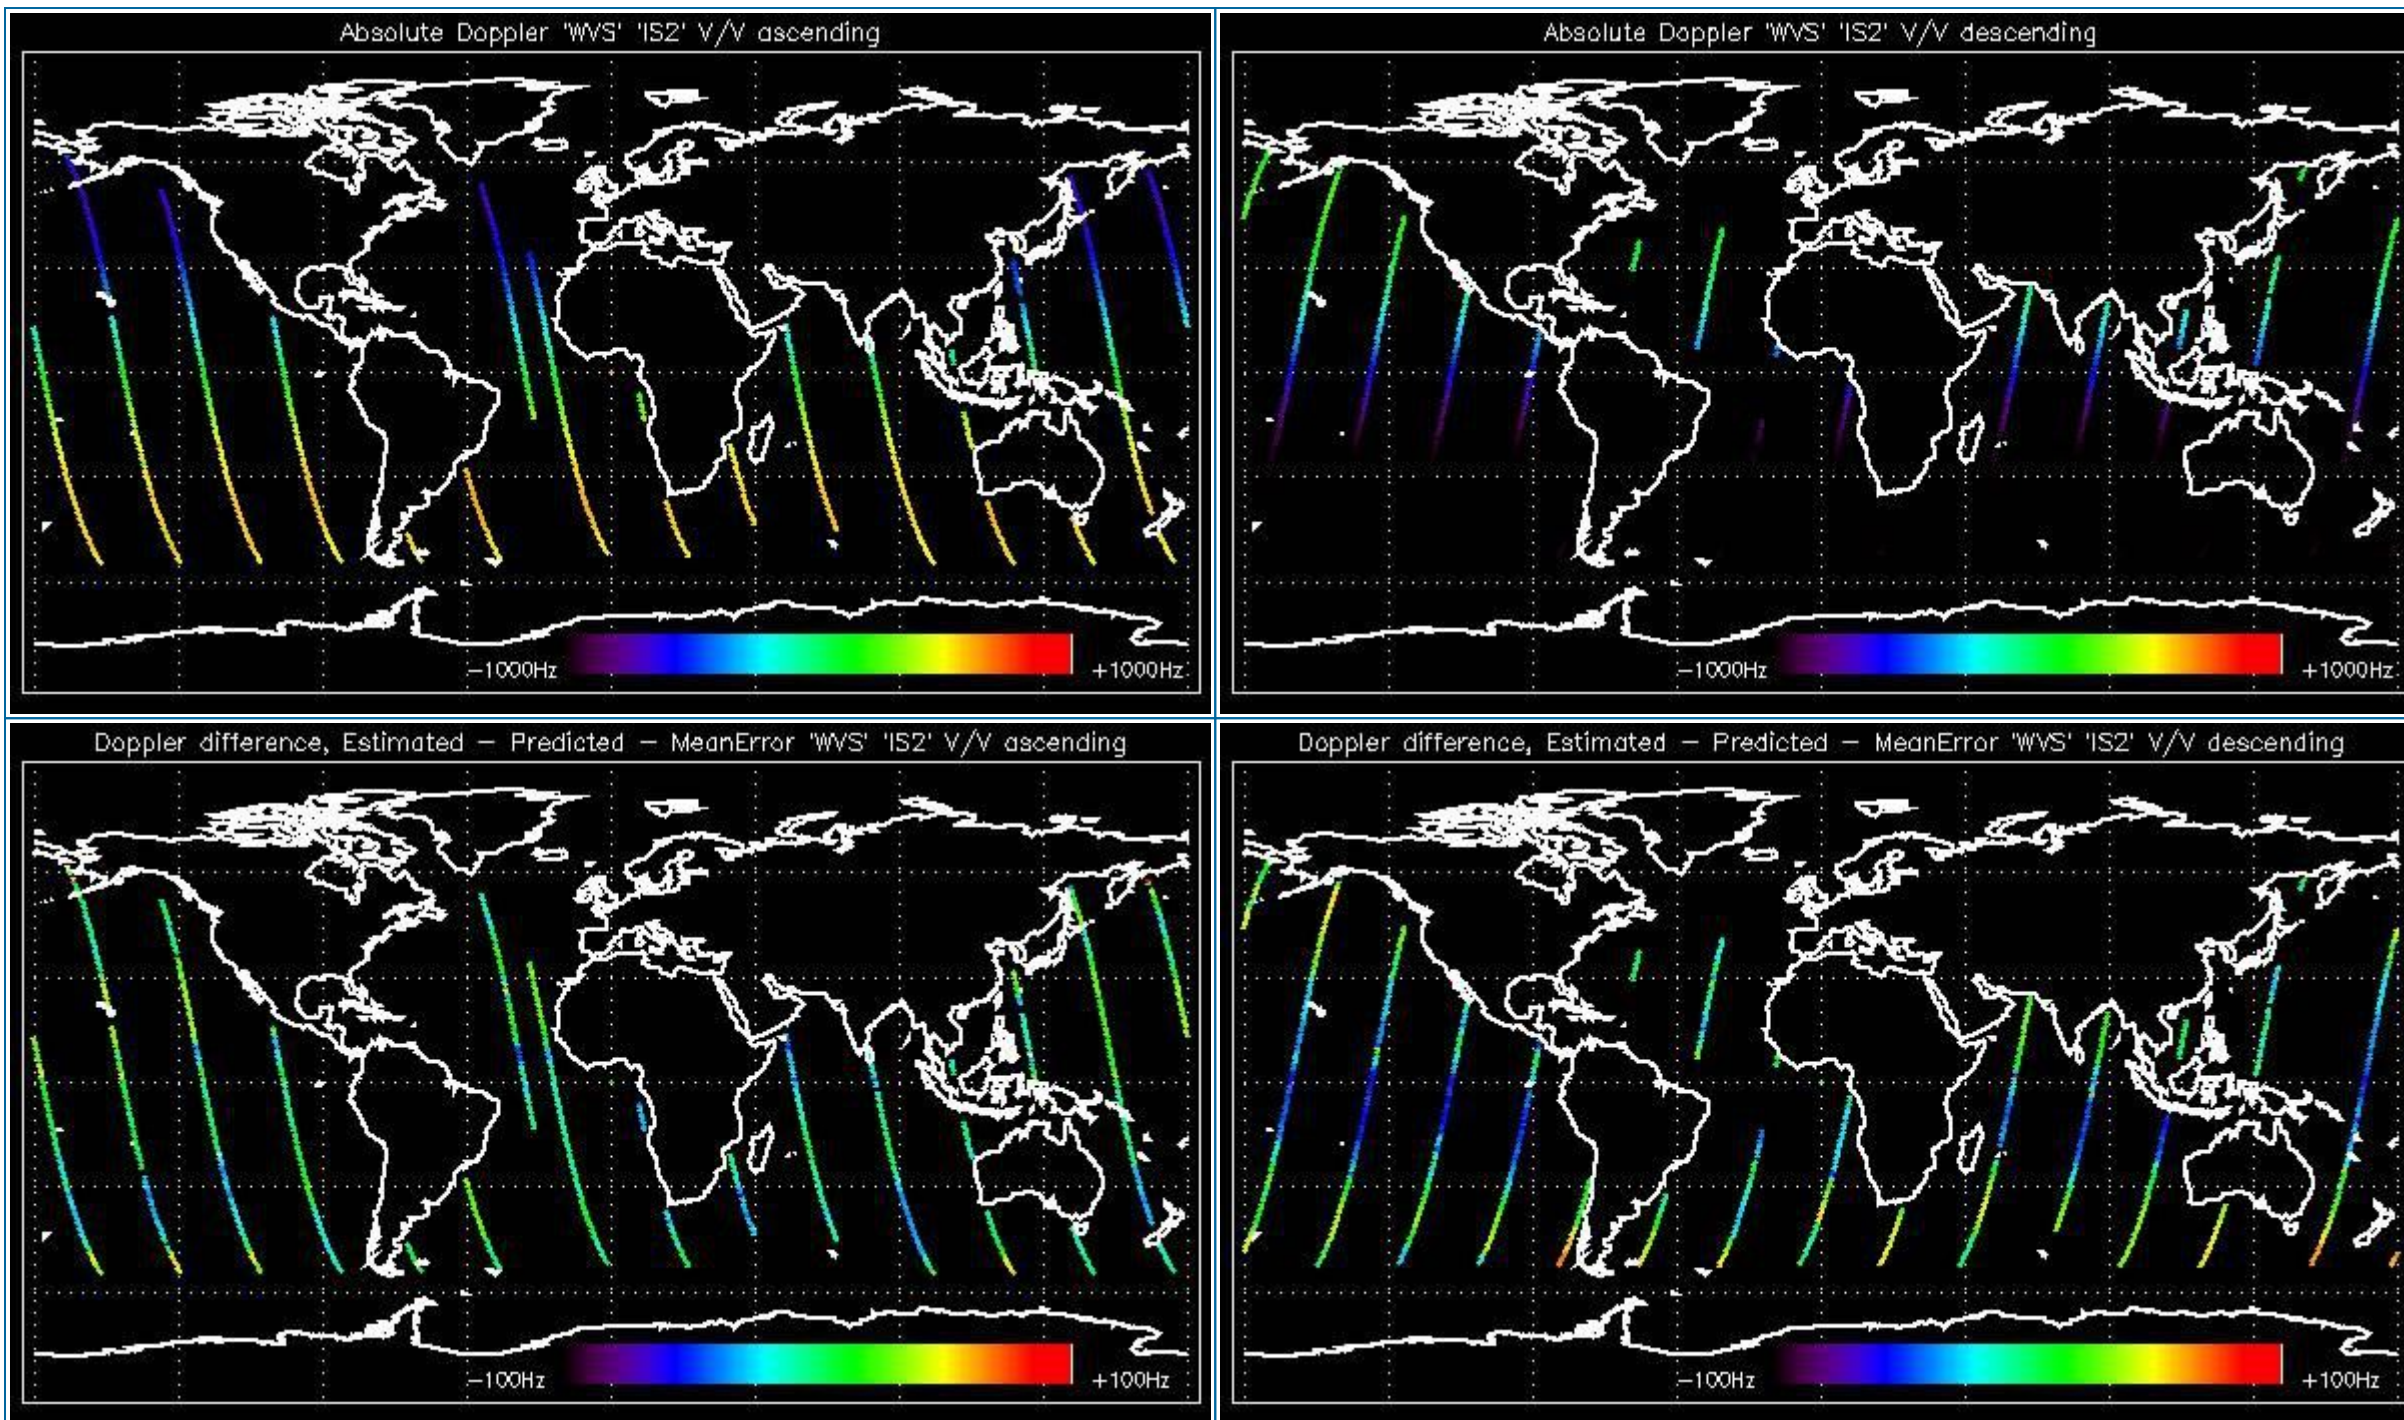 Absolute Doppler 'WVS' 'IS2' V/V ascending
-1000Hz
+1000Hz
Absolute Doppler 'WVS' 'IS2' V/V descending
-1000Hz
+1000Hz
Doppler difference, Estimated - Predicted - MeanError 'WVS' 'IS2' V/V ascending
-100Hz
+100Hz
Doppler difference, Estimated - Predicted - MeanError 'WVS' 'IS2' V/V descending
-100Hz
+100Hz